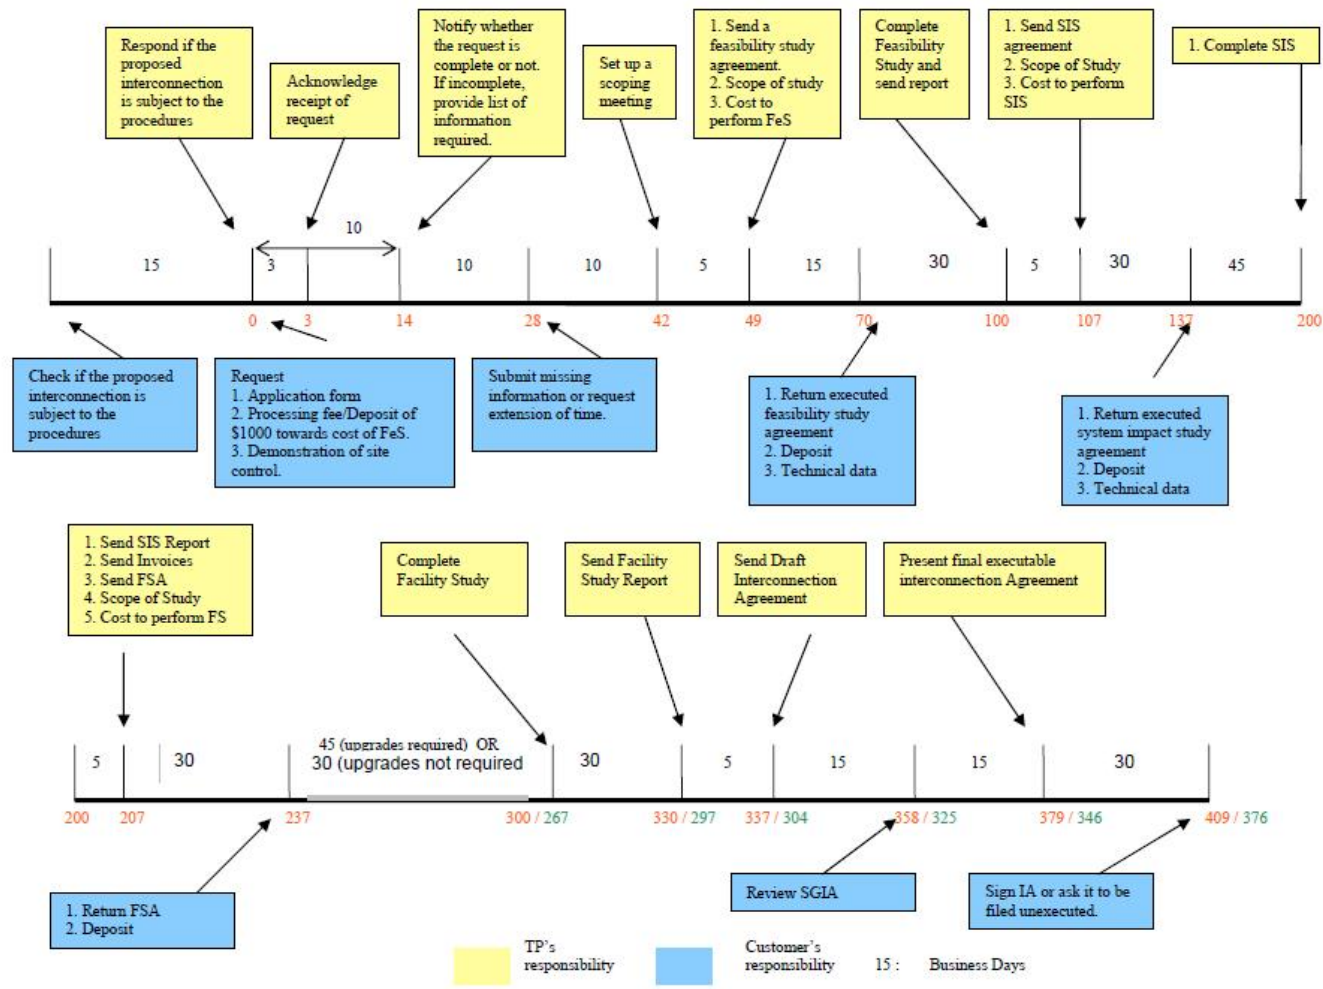 Respond if the
proposed
interconnection
is subject to the
procedures
Acknowledge
receipt of
request
Notify whether
the request is
complete or not.
If incomplete,
provide list of
information
required.
Set up a
scoping
meeting
1. Send a
feasibility study
agreement.
2. Scope of study
3. Cost to
perform FeS
Complete
Feasibility
Study and
send report
1. Send SIS
agreement
2. Scope of Study
3. Cost to perform
SIS
1. Complete SIS
10
15
3
10
10
5
15
30
5
30
45
0
3
14
28
42
49
70
100
107
137
200
Check if the proposed
interconnection is
subject to the
procedures
Request
1. Application form
2. Processing fee/Deposit of
$1000 towards cost of FeS.
3. Demonstration of site
control.
Submit missing
information or request
extension of time.
1. Return executed
feasibility study
agreement
2. Deposit
3. Technical data
1. Return executed
system impact study
agreement
2. Deposit
3. Technical data
1. Send SIS Report
2. Send Invoices
3. Send FSA
4. Scope of Study
5. Cost to perform FS
Complete
Facility Study
Send Facility
Study Report
Send Draft
Interconnection
Agreement
Present final executable
interconnection Agreement
5
30
45 (upgrades required) OR
30 (upgrades not required
30
5
15
15
30
200
207
237
300 / 267
330 / 297
337 / 304
358 / 325
379 / 346
409 / 376
1. Return FSA
2. Deposit
Review SGIA
Sign IA or ask it to be
filed unexecuted.
TP's
responsibility
Customer's
responsibility
15 : Business Days